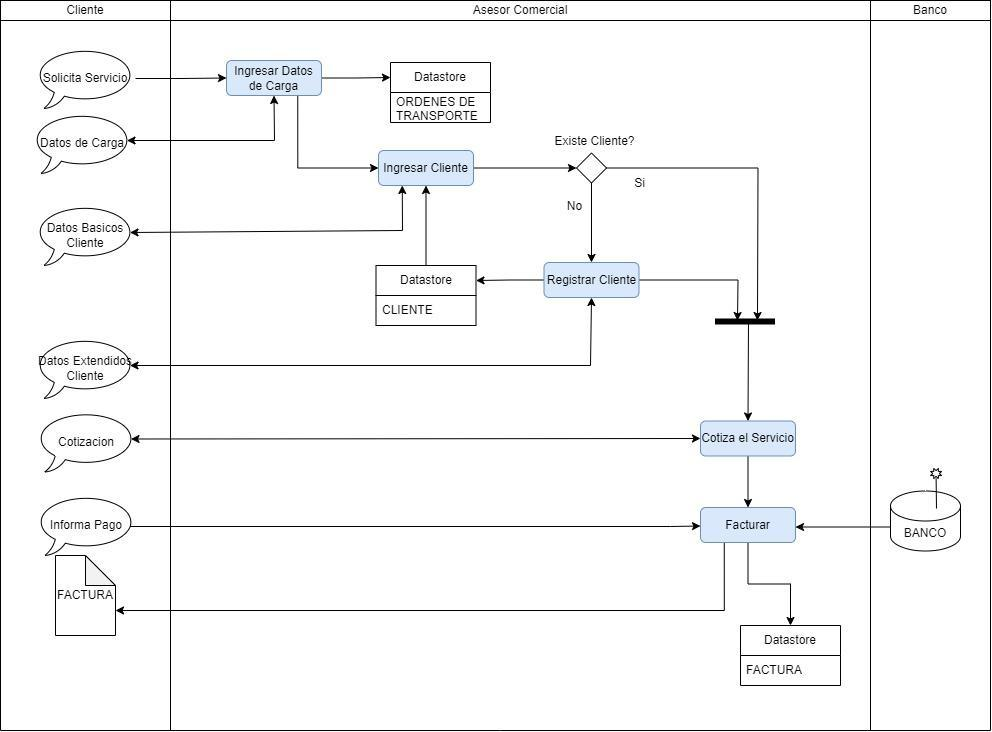 Cliente
Asesor Comercial
Banco
Solicita Servicio
Ingresar Datos
de Carga
Datastore
ORDENES DE
TRANSPORTE
Datos de Carga
Existe Cliente?
Ingresar Cliente
Si
No
Datos Basicos
Cliente
Datastore
CLIENTE
Registrar Cliente
Datos Extendidos
Cliente
Cotizacion
Cotiza el Servicio
Informa Pago
Facturar
BANCO
FACTURA
Datastore
FACTURA